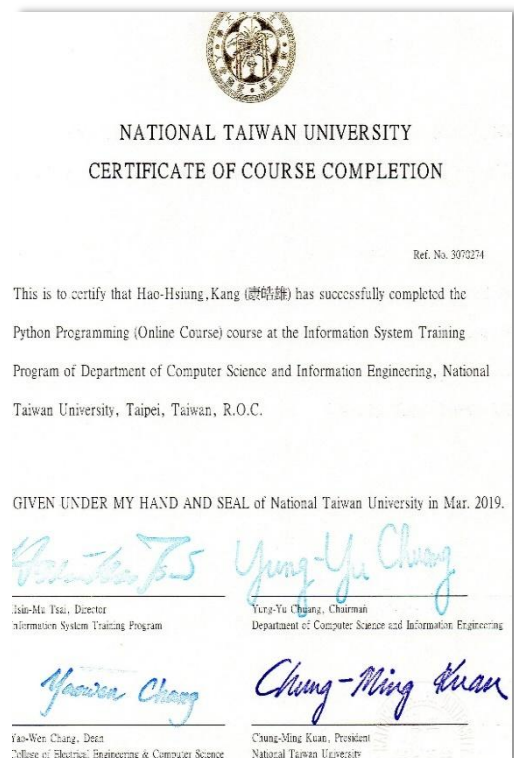 NATIONAL TAIWAN UNIVERSITY
CERTIFICATE OF COURSE COMPLETION
Ref. No. 3070274
This is to certify that Hao-Hsiung, Kang (康皓雄) has successfully completed the
Python Programming (Online Course) course at the Information System Training
Program of Department of Computer Science and Information Engineering, National
Taiwan University, Taipei, Taiwan, R.O.C.
GIVEN UNDER MY HAND AND SEAL of National Taiwan University in Mar. 2019.
Yung-Yu Chuang
Hsin-Mu Tsai, Director
Information System Training Program
Yung-Yu Chuang, Chairman
Department of Computer Science and Information Engineering
Yaowen Chang
Chung-Ming Kuan
Yao-Wen Chang, Dean
College of Electrical Engineering & Computer Science
Chung-Ming Kuan, President
National Taiwan University